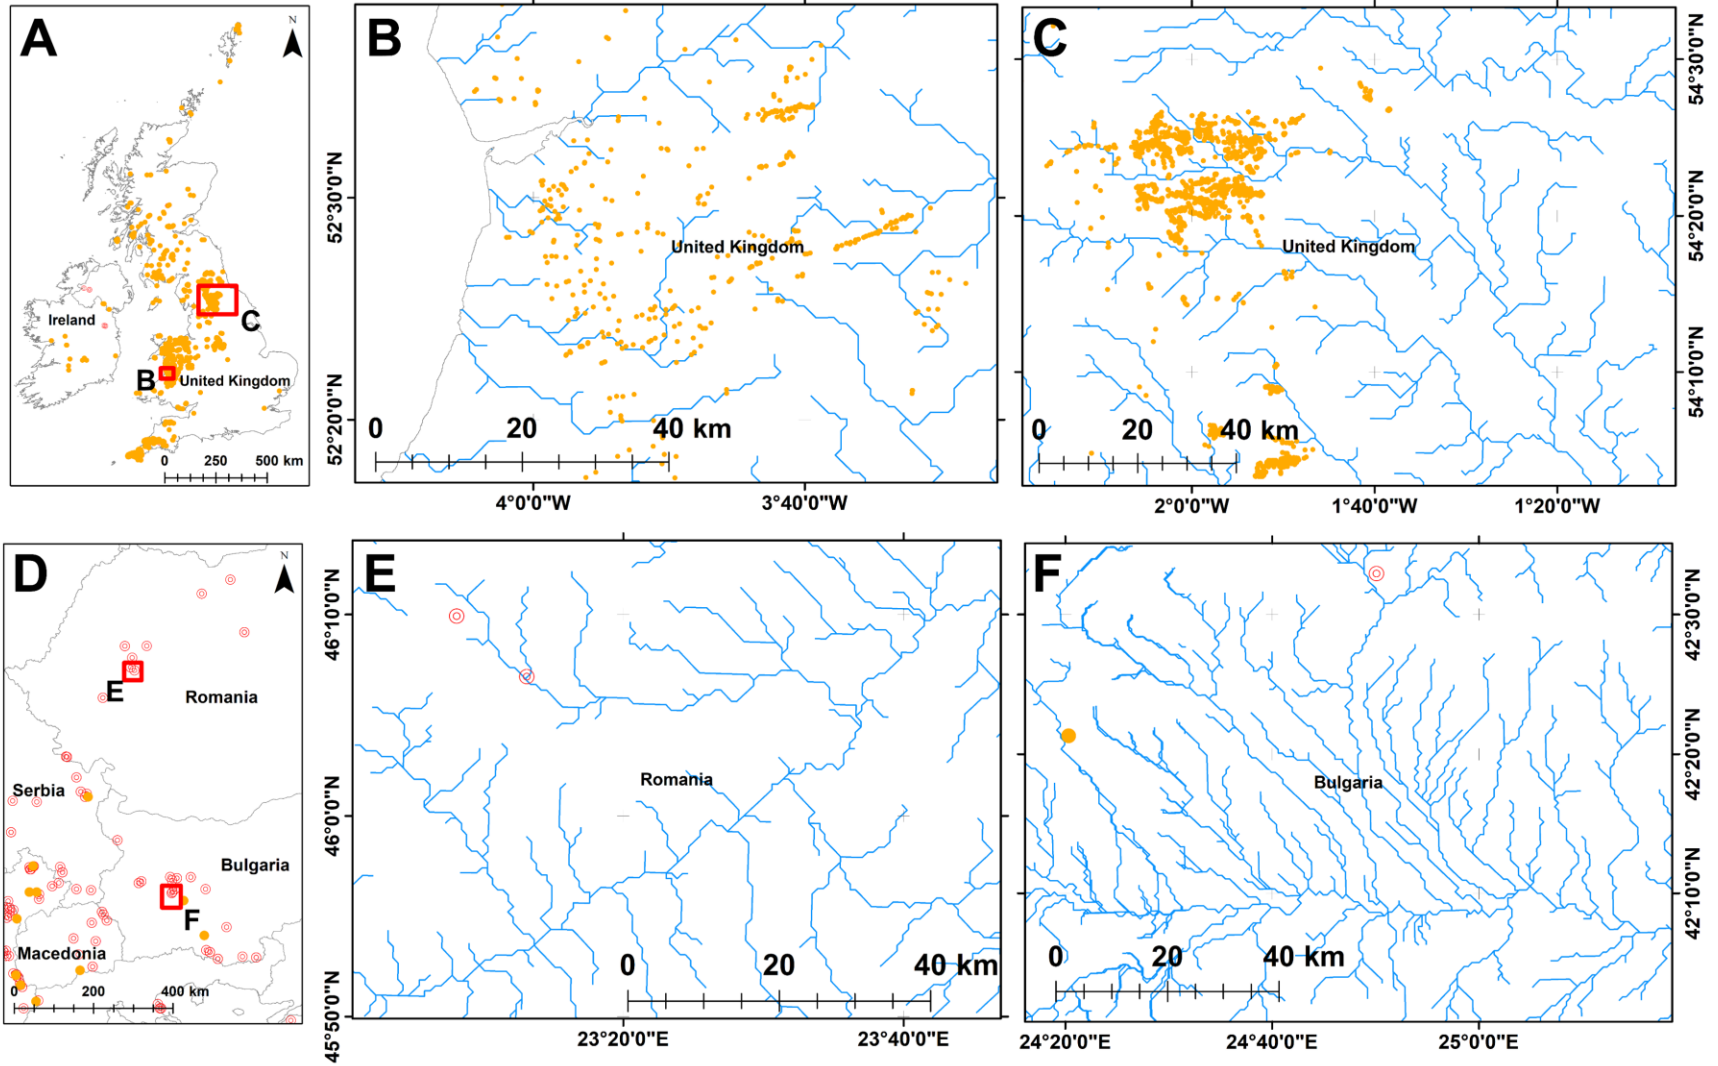 A
N
Ireland
C
B
United Kingdom
0 250 500 km
B
52°30'0"N
52°20'0"N
United Kingdom
0 20 40 km
4°0'0"W 3°40'0"W
C
54°30'0"N
54°20'0"N
54°10'0"N
United Kingdom
0 20 40 km
2°0'0"W 1°40'0"W 1°20'0"W
D
N
E
Romania
Serbia
Bulgaria
F
Macedonia
0 200 400 km
E
46°10'0"N
46°0'0"N
45°50'0"N
Romania
0 20 40 km
23°20'0"E 23°40'0"E
F
42°30'0"N
42°20'0"N
42°10'0"N
Bulgaria
0 20 40 km
24°20'0"E 24°40'0"E 25°0'0"E